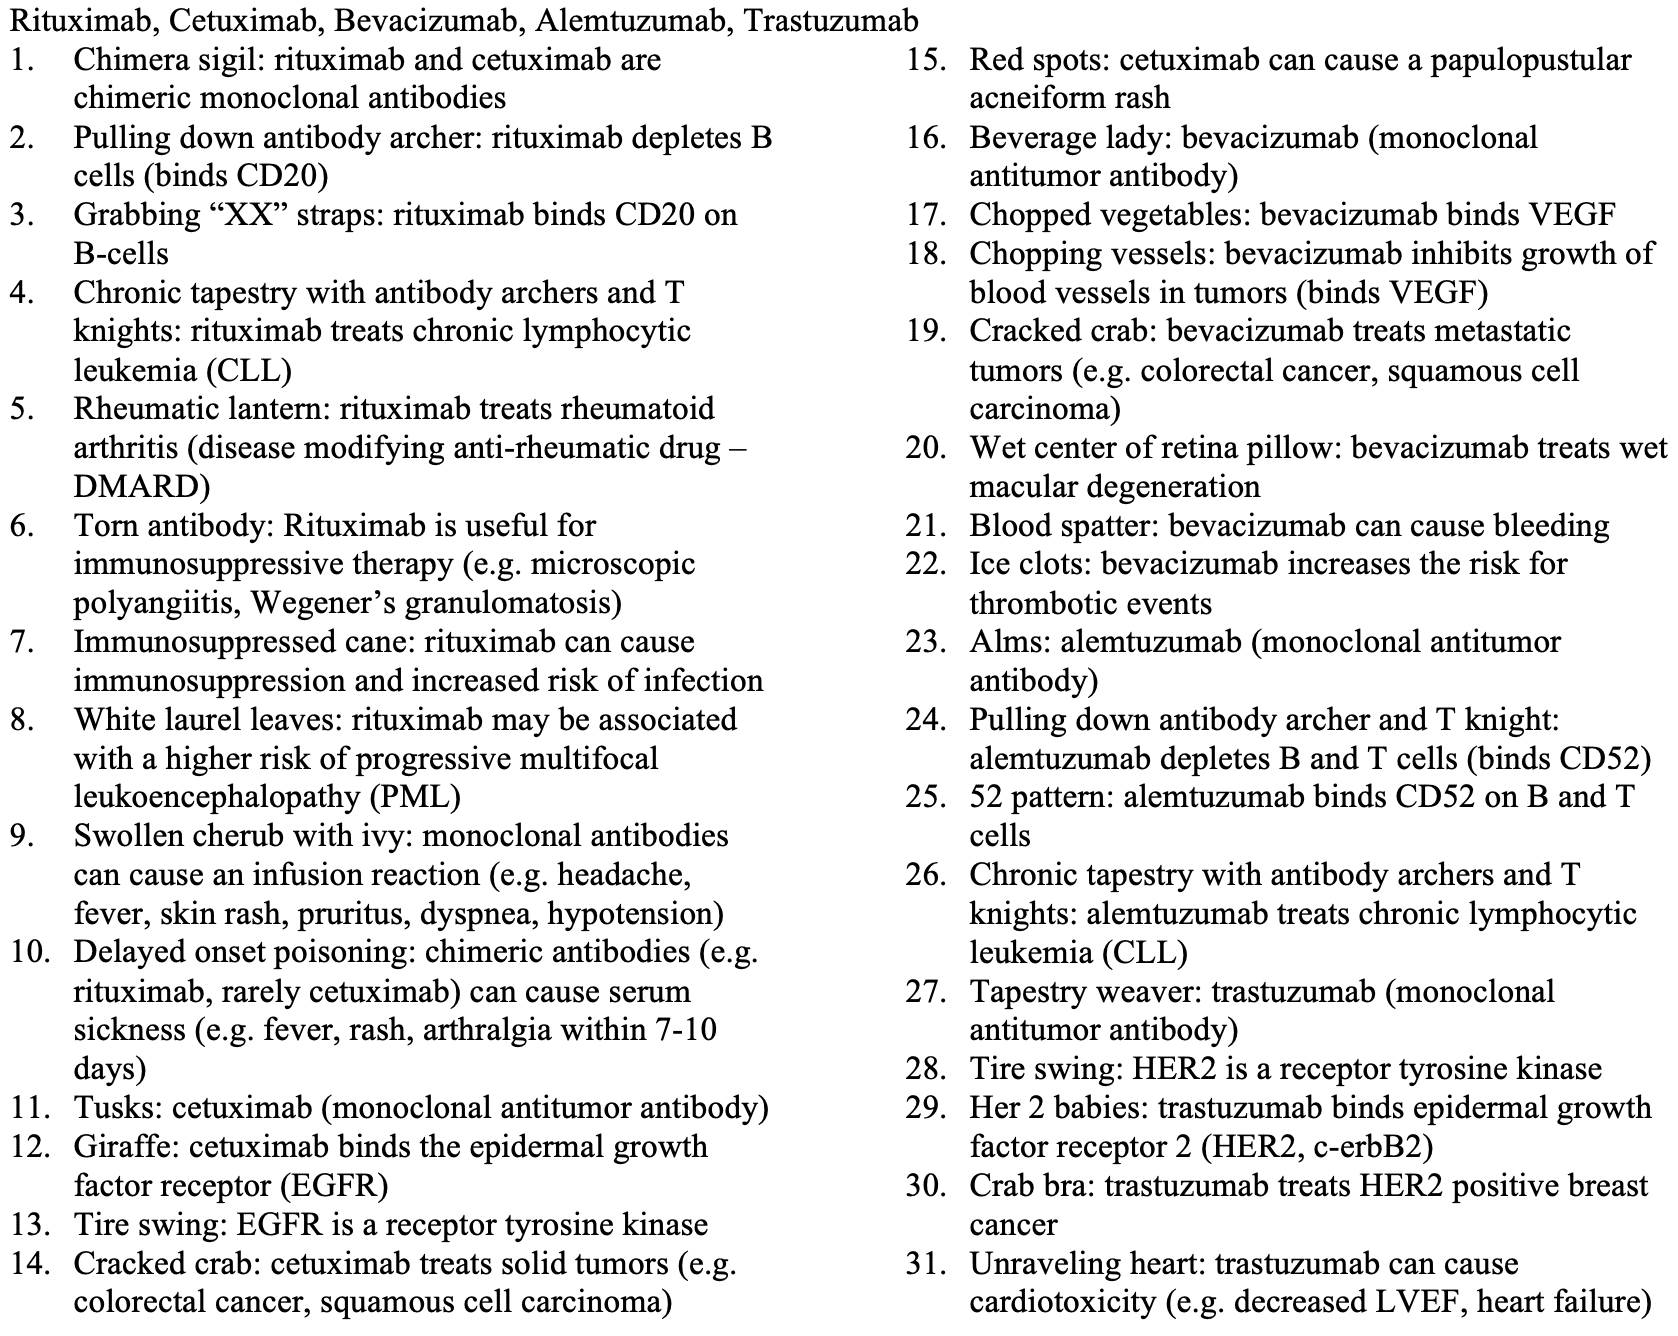 Rituximab, Cetuximab, Bevacizumab, Alemtuzumab, Trastuzumab
1. Chimera sigil: rituximab and cetuximab are
chimeric monoclonal antibodies
2. Pulling down antibody archer: rituximab depletes B
cells (binds CD20)
3. Grabbing “XX” straps: rituximab binds CD20 on
B-cells
4. Chronic tapestry with antibody archers and T
knights: rituximab treats chronic lymphocytic
leukemia (CLL)
5. Rheumatic lantern: rituximab treats rheumatoid
arthritis (disease modifying anti-rheumatic drug –
DMARD)
6. Torn antibody: Rituximab is useful for
immunosuppressive therapy (e.g. microscopic
polyangiitis, Wegener’s granulomatosis)
7. Immunosuppressed cane: rituximab can cause
immunosuppression and increased risk of infection
8. White laurel leaves: rituximab may be associated
with a higher risk of progressive multifocal
leukoencephalopathy (PML)
9. Swollen cherub with ivy: monoclonal antibodies
can cause an infusion reaction (e.g. headache,
fever, skin rash, pruritus, dyspnea, hypotension)
10. Delayed onset poisoning: chimeric antibodies (e.g.
rituximab, rarely cetuximab) can cause serum
sickness (e.g. fever, rash, arthralgia within 7-10
days)
11. Tusks: cetuximab (monoclonal antitumor antibody)
12. Giraffe: cetuximab binds the epidermal growth
factor receptor (EGFR)
13. Tire swing: EGFR is a receptor tyrosine kinase
14. Cracked crab: cetuximab treats solid tumors (e.g.
colorectal cancer, squamous cell carcinoma)
15. Red spots: cetuximab can cause a papulopustular
acneiform rash
16. Beverage lady: bevacizumab (monoclonal
antitumor antibody)
17. Chopped vegetables: bevacizumab binds VEGF
18. Chopping vessels: bevacizumab inhibits growth of
blood vessels in tumors (binds VEGF)
19. Cracked crab: bevacizumab treats metastatic
tumors (e.g. colorectal cancer, squamous cell
carcinoma)
20. Wet center of retina pillow: bevacizumab treats wet
macular degeneration
21. Blood spatter: bevacizumab can cause bleeding
22. Ice clots: bevacizumab increases the risk for
thrombotic events
23. Alms: alemtuzumab (monoclonal antitumor
antibody)
24. Pulling down antibody archer and T knight:
alemtuzumab depletes B and T cells (binds CD52)
25. 52 pattern: alemtuzumab binds CD52 on B and T
cells
26. Chronic tapestry with antibody archers and T
knights: alemtuzumab treats chronic lymphocytic
leukemia (CLL)
27. Tapestry weaver: trastuzumab (monoclonal
antitumor antibody)
28. Tire swing: HER2 is a receptor tyrosine kinase
29. Her 2 babies: trastuzumab binds epidermal growth
factor receptor 2 (HER2, c-erbB2)
30. Crab bra: trastuzumab treats HER2 positive breast
cancer
31. Unraveling heart: trastuzumab can cause
cardiotoxicity (e.g. decreased LVEF, heart failure)